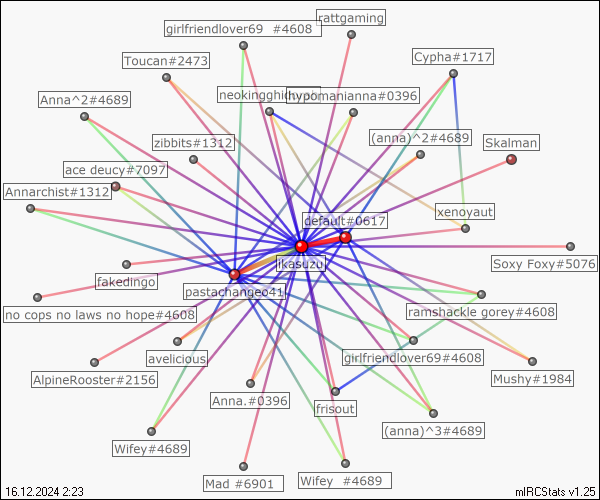 rattgaming
girlfriendlover69 #4608
Cypha#1717
Toucan#2473
hypomanianna#0396
Anna^2#4689
(anna)^2#4689
zibbits#1312
Skalman
ace deucy#7097
Annarchist#1312
xenoyaut
default#0617
ikasuzu
Soxy Foxy#5076
fakedingo
pastachangeo41
no cops no laws no hope#4608
ramshackle gorey#4608
avelicious
girlfriendlover69#4608
AlpineRooster#2156
Mushy#1984
Anna.#0396
frisout
(anna)^3#4689
Wifey#4689
Mad #6901
Wifey #4689
16.12.2024 2:23
mIRCStats v1.25